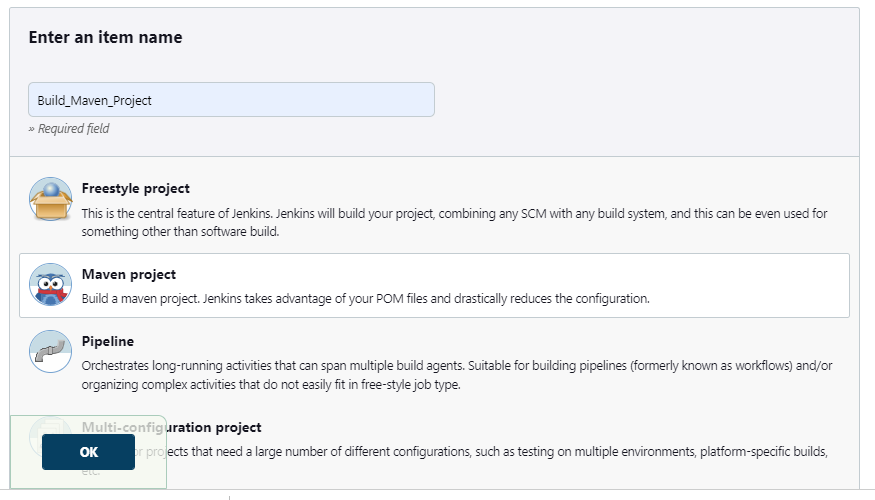 Enter an item name
Build_Maven_Project
» Required field
Freestyle project
This is the central feature of Jenkins. Jenkins will build your project, combining any SCM with any build system, and this can be even used for
something other than software build.
Maven project
Build a maven project. Jenkins takes advantage of your POM files and drastically reduces the configuration.
Pipeline
Orchestrates long-running activities that can span multiple build agents. Suitable for building pipelines (formerly known as workflows) and/or
organizing complex activities that do not easily fit in free-style job type.
Multi-configuration project
projects that need a large number of different configurations, such as testing on multiple environments, platform-specific builds,
etc.
OK